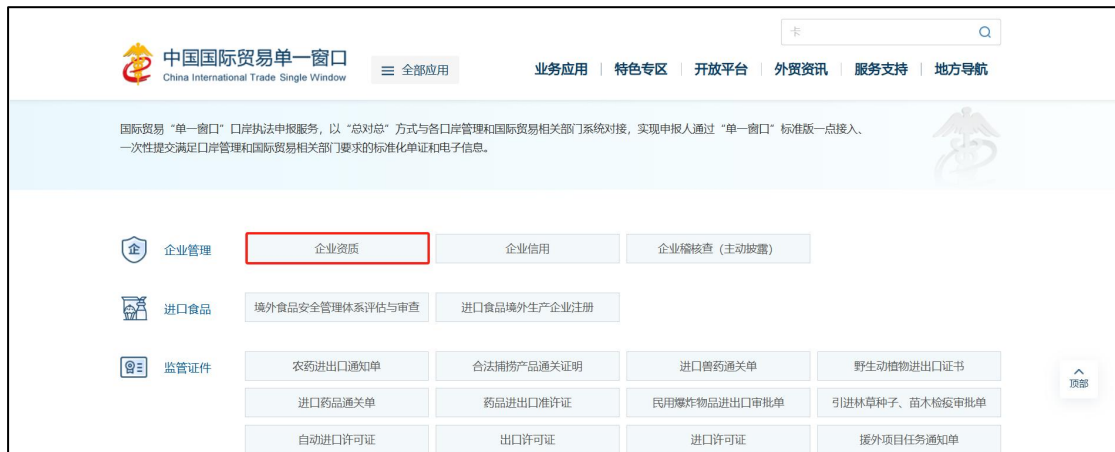 卡
中国国际贸易单一窗口
China International Trade Single Window
全部应用
业务应用 | 特色专区 | 开放平台 | 外贸资讯 | 服务支持 | 地方导航
国际贸易“单一窗口”口岸执法申报服务，以“总对总”方式与各口岸管理和国际贸易相关部门系统对接，实现申报人通过“单一窗口”标准版一点接入、
一次性提交满足口岸管理和国际贸易相关部门要求的标准化单证和电子信息。
企 企业管理 企业资质 企业信用 企业稽核查（主动披露）
进口食品 境外食品安全管理体系评估与审查 进口食品境外生产企业注册
监管证件 农药进出口通知单 合法捕捞产品通关证明 进口兽药通关单 野生动植物进出口证书
顶部
进口药品通关单 药品进出口准许证 民用爆炸物品进出口审批单 引进林草种子、苗木检疫审批单
自动进口许可证 出口许可证 进口许可证 援外项目任务通知单